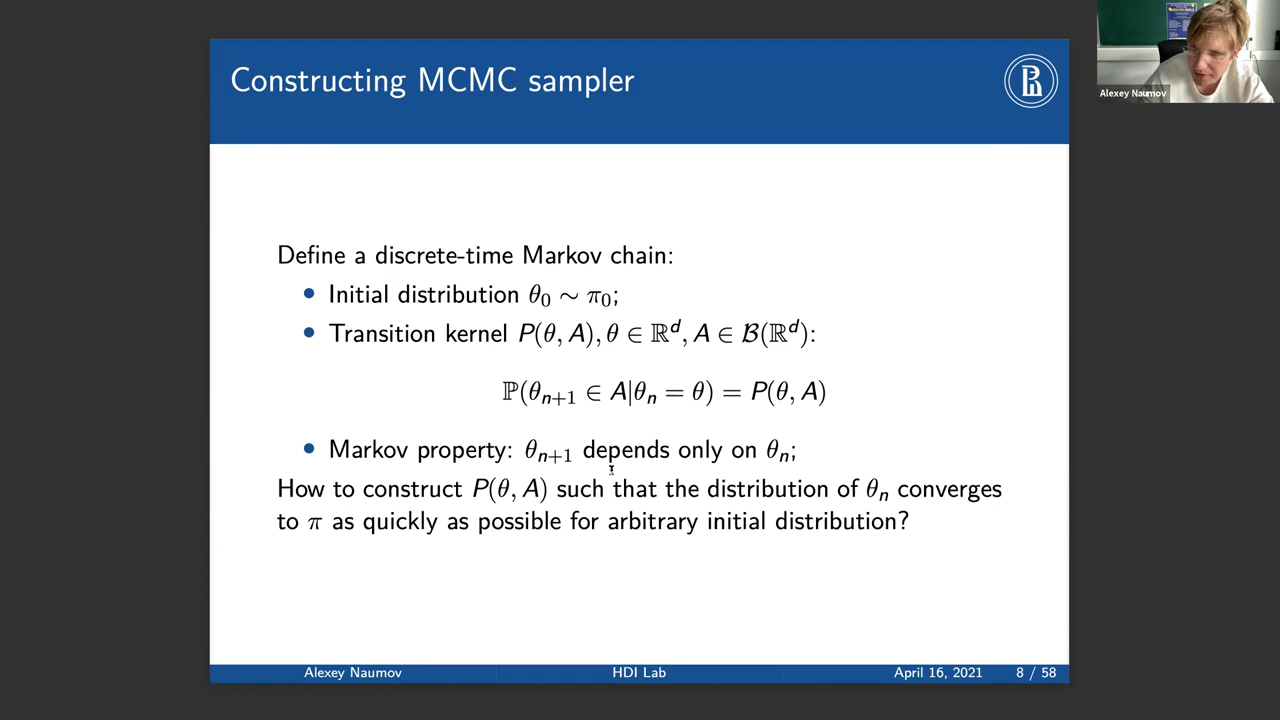 Constructing MCMC sampler
Alexey Naumov
Define a discrete-time Markov chain:
• Initial distribution θ₀ ∼ π₀;
• Transition kernel P(θ, A), θ ∈ ℝᵈ, A ∈ ℬ(ℝᵈ):
ℙ(θₙ₊₁ ∈ A|θₙ = θ) = P(θ, A)
• Markov property: θₙ₊₁ depends only on θₙ;
How to construct P(θ, A) such that the distribution of θₙ converges
to π as quickly as possible for arbitrary initial distribution?
Alexey Naumov HDI Lab April 16, 2021 8 / 58